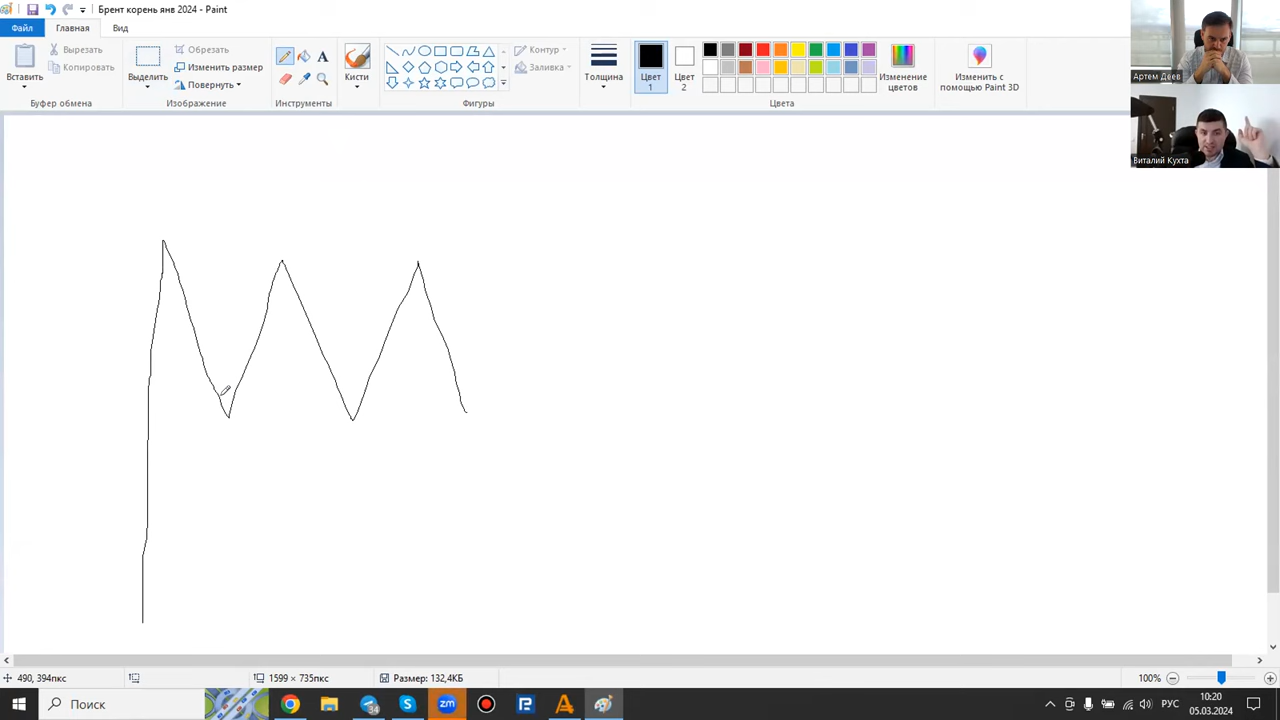 Брент корень янв 2024 - Paint
Файл
Главная
Вид
Вставить
Вырезать
Копировать
Буфер обмена
Выделить
Обрезать
Изменить размер
Повернуть
Изображение
Инструменты
Кисти
Контур
Заливка
Фигуры
Толщина
Цвет 1
Цвет 2
Изменение цветов
Цвета
Изменить с помощью Paint 3D
Артем Деев
Виталий Кухта
490, 394пкс
1599 × 735пкс
Размер: 132,4КБ
100%
Поиск
zm
РУС
10:20
05.03.2024